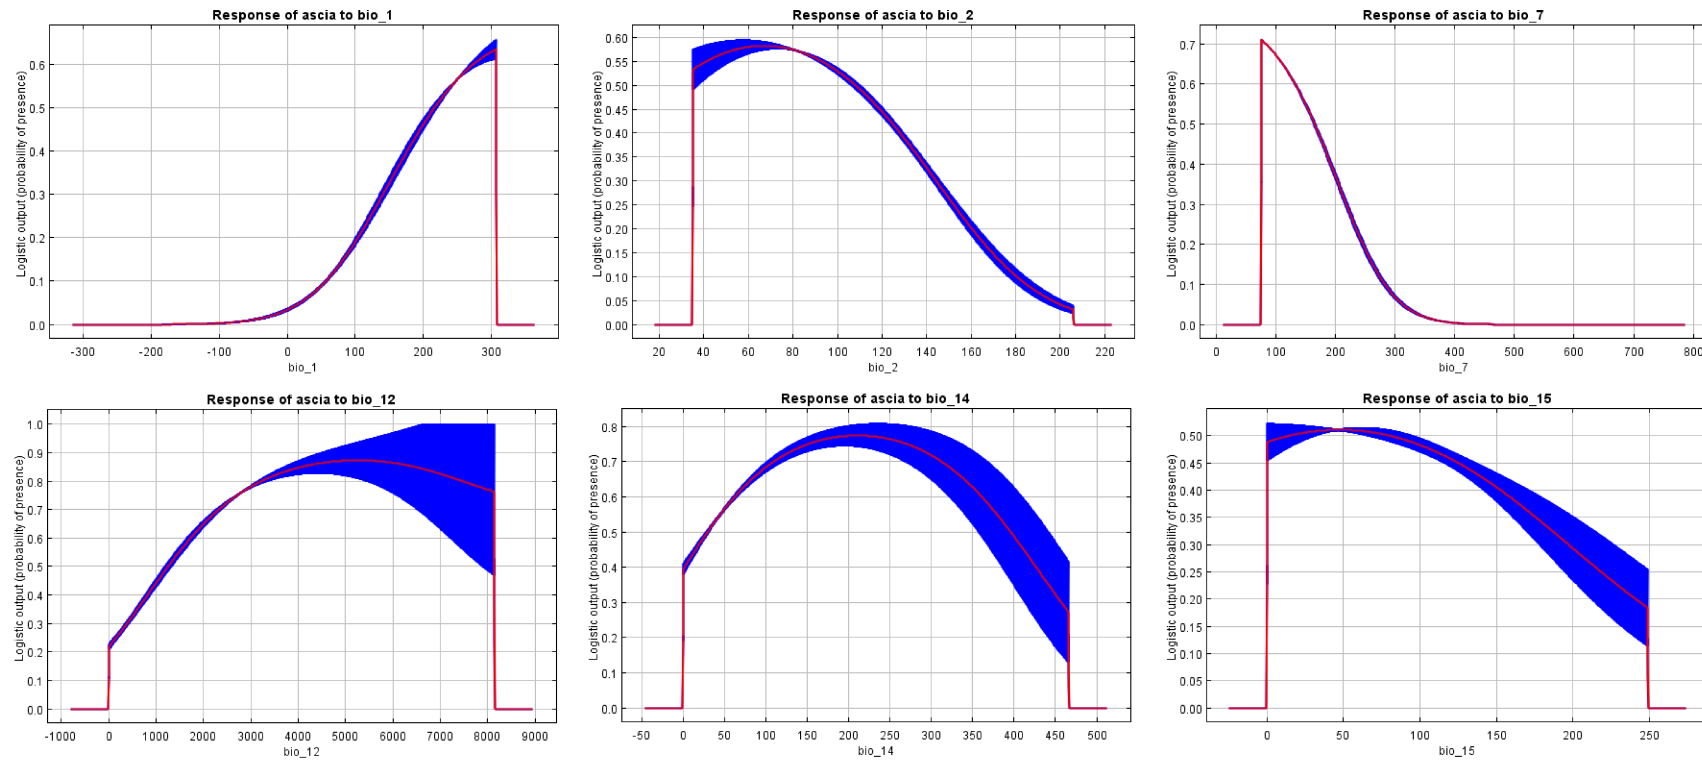 Response of ascia to bio_1
Logistic output (probability of presence)
0.6
0.5
0.4
0.3
0.2
0.1
0.0
-300 -200 -100 0 100 200 300
bio_1
Response of ascia to bio_2
Logistic output (probability of presence)
0.60
0.55
0.50
0.45
0.40
0.35
0.30
0.25
0.20
0.15
0.10
0.05
0.00
20 40 60 80 100 120 140 160 180 200 220
bio_2
Response of ascia to bio_7
Logistic output (probability of presence)
0.7
0.6
0.5
0.4
0.3
0.2
0.1
0.0
0 100 200 300 400 500 600 700 800
bio_7
Response of ascia to bio_12
Logistic output (probability of presence)
1.0
0.9
0.8
0.7
0.6
0.5
0.4
0.3
0.2
0.1
0.0
-1000 0 1000 2000 3000 4000 5000 6000 7000 8000 9000
bio_12
Response of ascia to bio_14
Logistic output (probability of presence)
0.8
0.7
0.6
0.5
0.4
0.3
0.2
0.1
0.0
-50 0 50 100 150 200 250 300 350 400 450 500
bio_14
Response of ascia to bio_15
Logistic output (probability of presence)
0.50
0.45
0.40
0.35
0.30
0.25
0.20
0.15
0.10
0.05
0.00
0 50 100 150 200 250
bio_15